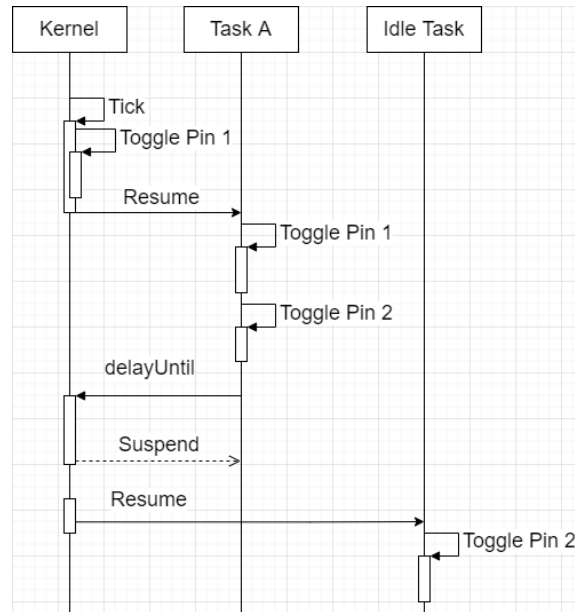 Kernel
Task A
Idle Task
Tick
Toggle Pin 1
Resume
Toggle Pin 1
Toggle Pin 2
delayUntil
Suspend
Resume
Toggle Pin 2